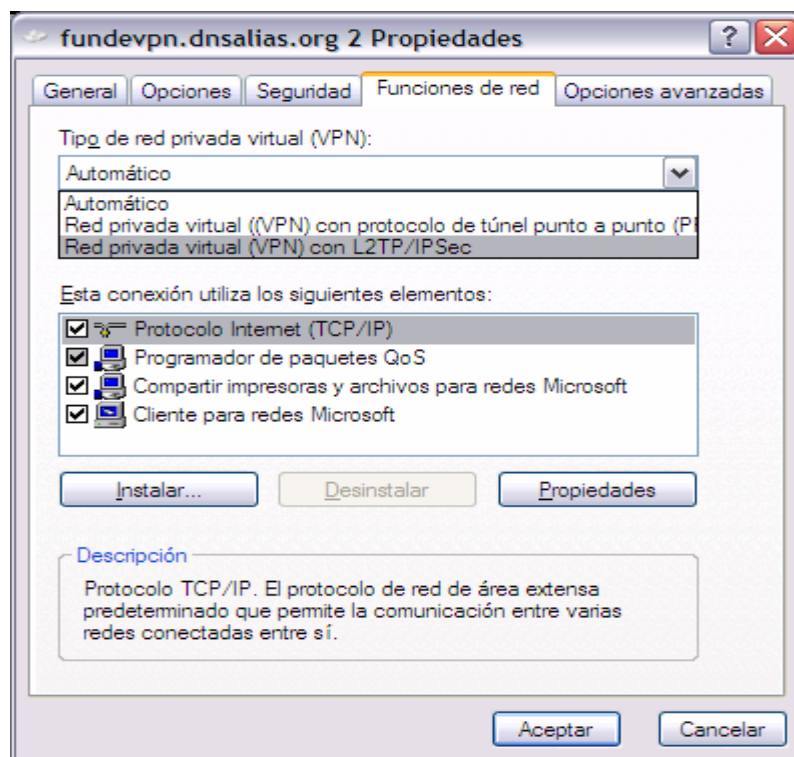 fundevpn.dnsalias.org 2 Propiedades
General Opciones Seguridad Funciones de red Opciones avanzadas
Tipo de red privada virtual (VPN):
Automático
Automático
Red privada virtual ((VPN) con protocolo de túnel punto a punto (PF
Red privada virtual (VPN) con L2TP/IPSec
Esta conexión utiliza los siguientes elementos:
Protocolo Internet (TCP/IP)
Programador de paquetes QoS
Compartir impresoras y archivos para redes Microsoft
Cliente para redes Microsoft
Instalar... Desinstalar Propiedades
Descripción
Protocolo TCP/IP. El protocolo de red de área extensa
predeterminado que permite la comunicación entre varias
redes conectadas entre sí.
Aceptar Cancelar